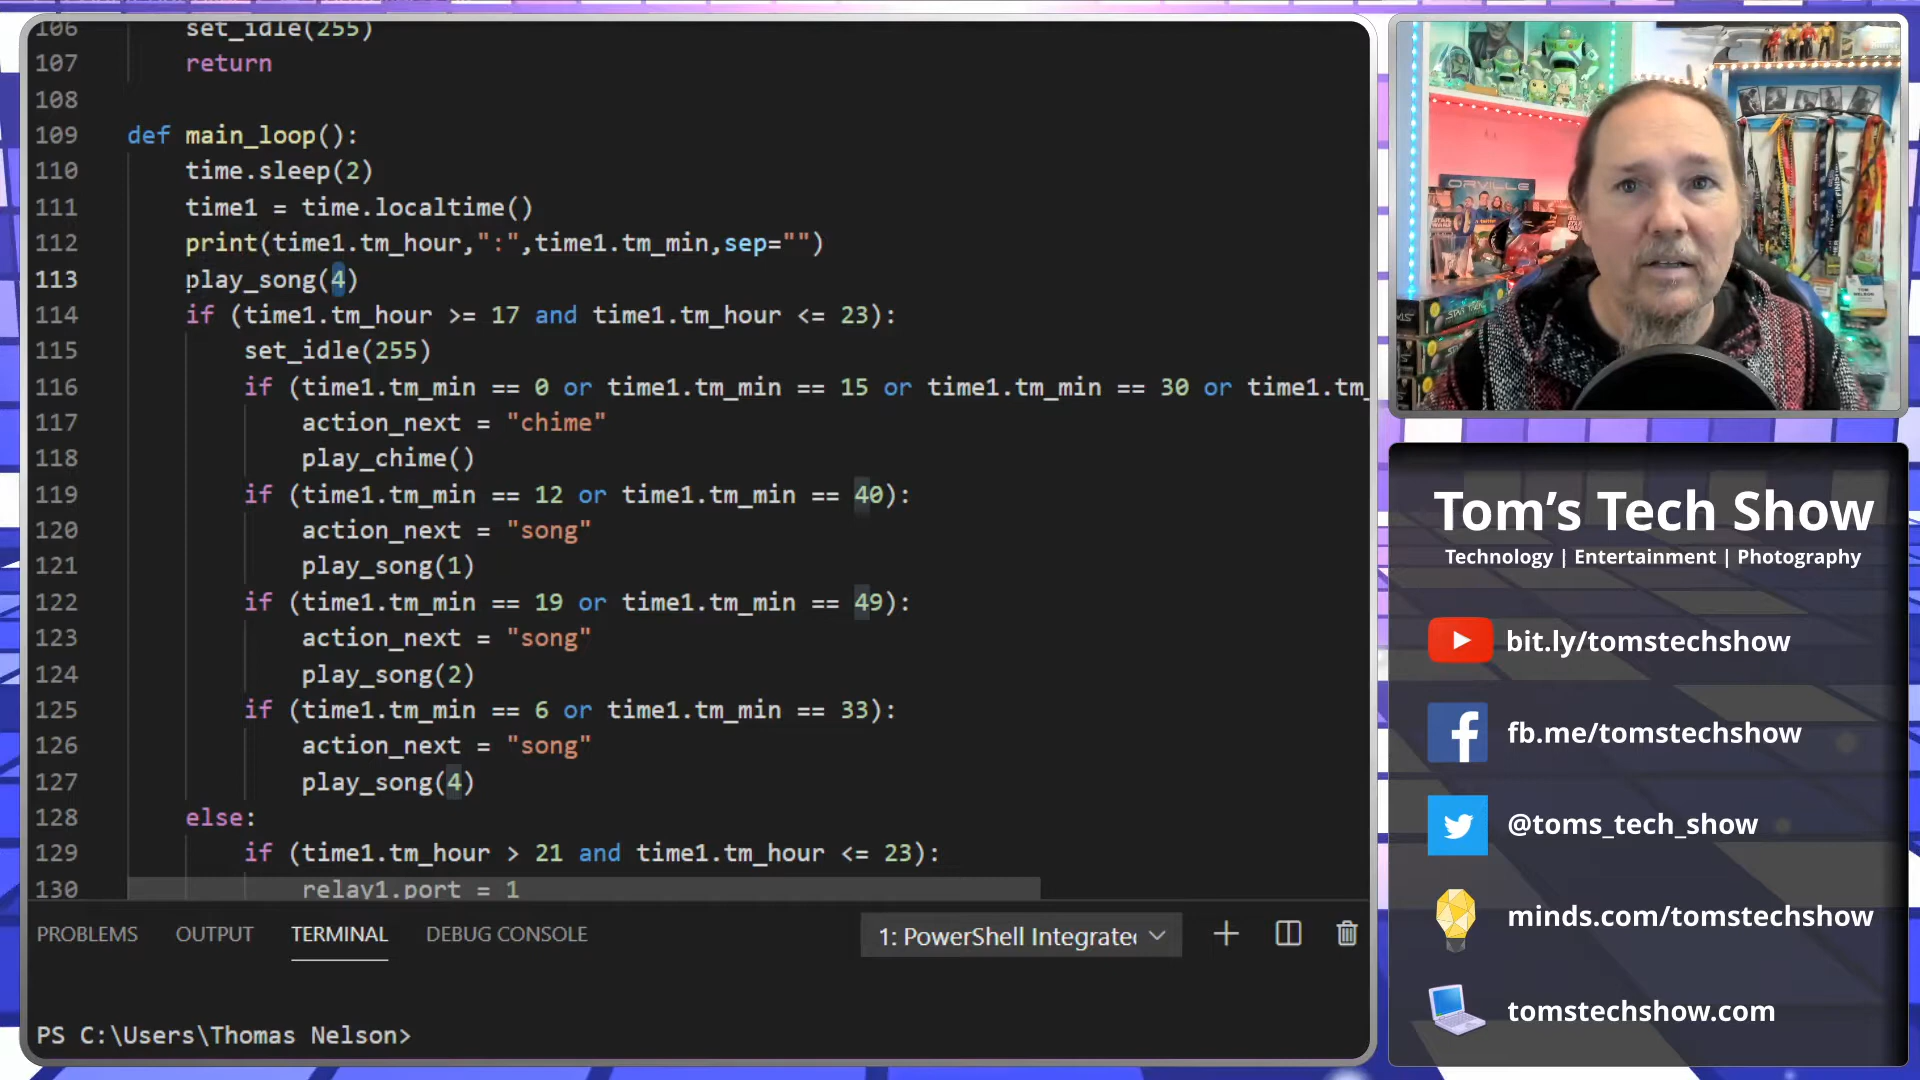 106 set_idle(255)
107 return
108
109 def main_loop():
110 time.sleep(2)
111 time1 = time.localtime()
112 print(time1.tm_hour,":",time1.tm_min,sep="")
113 play_song(4)
114 if (time1.tm_hour >= 17 and time1.tm_hour <= 23):
115 set_idle(255)
116 if (time1.tm_min == 0 or time1.tm_min == 15 or time1.tm_min == 30 or time1.tm_
117 action_next = "chime"
118 play_chime()
119 if (time1.tm_min == 12 or time1.tm_min == 40):
120 action_next = "song"
121 play_song(1)
122 if (time1.tm_min == 19 or time1.tm_min == 49):
123 action_next = "song"
124 play_song(2)
125 if (time1.tm_min == 6 or time1.tm_min == 33):
126 action_next = "song"
127 play_song(4)
128 else:
129 if (time1.tm_hour > 21 and time1.tm_hour <= 23):
130 relay1.port = 1
PROBLEMS OUTPUT TERMINAL DEBUG CONSOLE 1: PowerShell Integrate
PS C:\Users\Thomas Nelson>
ORVILLE
Tom's Tech Show
Technology | Entertainment | Photography
bit.ly/tomstechshow
fb.me/tomstechshow
@toms_tech_show
minds.com/tomstechshow
tomstechshow.com